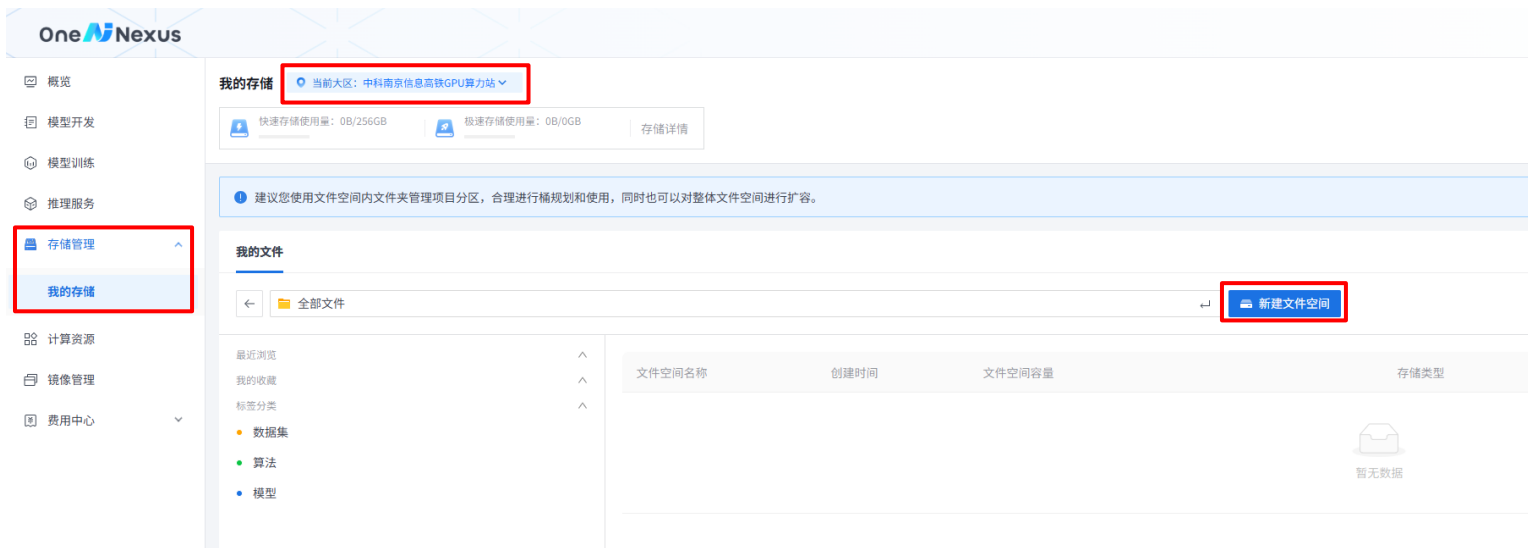 One Ai Nexus
概览
模型开发
模型训练
推理服务
存储管理
我的存储
计算资源
镜像管理
费用中心
我的存储 当前大区：中科南京信息高铁GPU算力站
快速存储使用量：0B/256GB 极速存储使用量：0B/0GB 存储详情
建议您使用文件空间内文件夹管理项目分区，合理进行桶规划和使用，同时也可以对整体文件空间进行扩容。
我的文件
全部文件 新建文件空间
最近浏览
我的收藏
标签分类
数据集
算法
模型
文件空间名称 创建时间 文件空间容量 存储类型
暂无数据